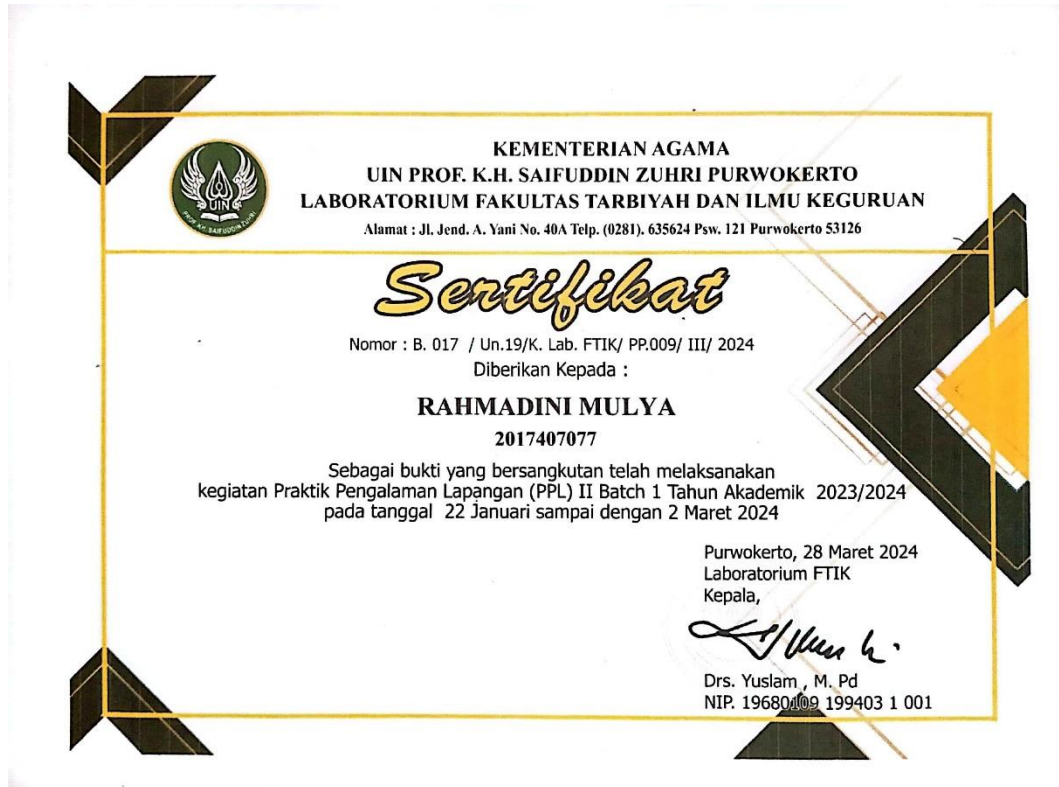 KEMENTERIAN AGAMA
UIN PROF. K.H. SAIFUDDIN ZUHRI PURWOKERTO
LABORATORIUM FAKULTAS TARBIYAH DAN ILMU KEGURUAN
Alamat : Jl. Jend. A. Yani No. 40A Telp. (0281). 635624 Psw. 121 Purwokerto 53126
UIN
PROF. K.H. SAIFUDDIN ZUHRI
Sertifikat
Nomor : B. 017 / Un.19/K. Lab. FTIK/ PP.009/ III/ 2024
Diberikan Kepada :
RAHMADINI MULYA
2017407077
Sebagai bukti yang bersangkutan telah melaksanakan
kegiatan Praktik Pengalaman Lapangan (PPL) II Batch 1 Tahun Akademik 2023/2024
pada tanggal 22 Januari sampai dengan 2 Maret 2024
Purwokerto, 28 Maret 2024
Laboratorium FTIK
Kepala,
Drs. Yuslam , M. Pd
NIP. 19680109 199403 1 001